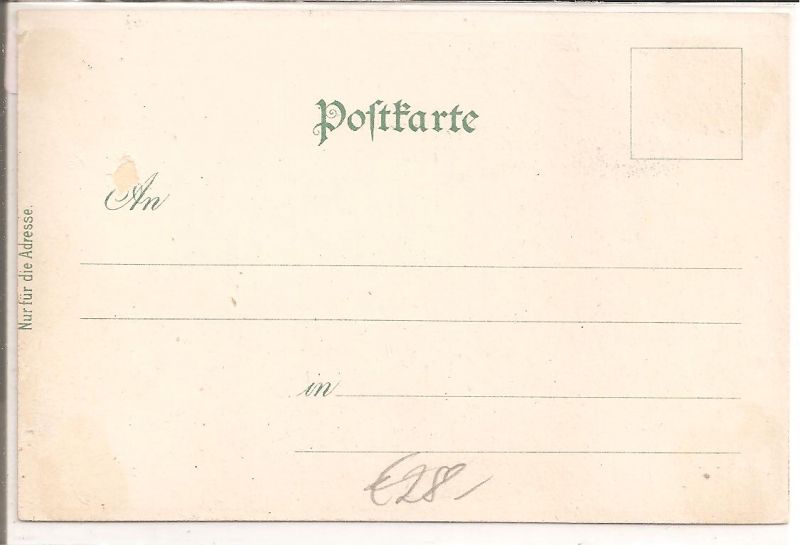 Postkarte
An
Nur für die Adresse.
in
€28,-